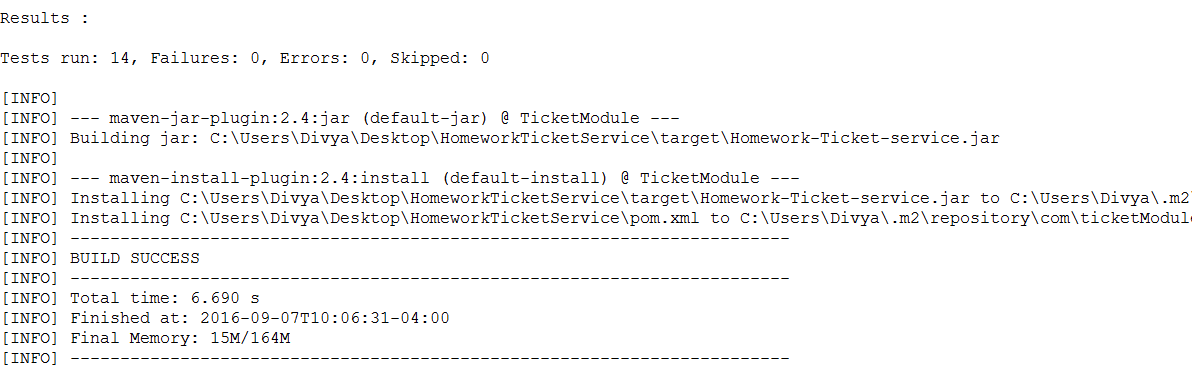 Results :
Tests run: 14, Failures: 0, Errors: 0, Skipped: 0
[INFO]
[INFO] --- maven-jar-plugin:2.4:jar (default-jar) @ TicketModule ---
[INFO] Building jar: C:\Users\Divya\Desktop\HomeworkTicketService\target\Homework-Ticket-service.jar
[INFO]
[INFO] --- maven-install-plugin:2.4:install (default-install) @ TicketModule ---
[INFO] Installing C:\Users\Divya\Desktop\HomeworkTicketService\target\Homework-Ticket-service.jar to C:\Users\Divya\.m2\
[INFO] Installing C:\Users\Divya\Desktop\HomeworkTicketService\pom.xml to C:\Users\Divya\.m2\repository\com\ticketModule
[INFO] ------------------------------------------------------------------------
[INFO] BUILD SUCCESS
[INFO] ------------------------------------------------------------------------
[INFO] Total time: 6.690 s
[INFO] Finished at: 2016-09-07T10:06:31-04:00
[INFO] Final Memory: 15M/164M
[INFO] ------------------------------------------------------------------------